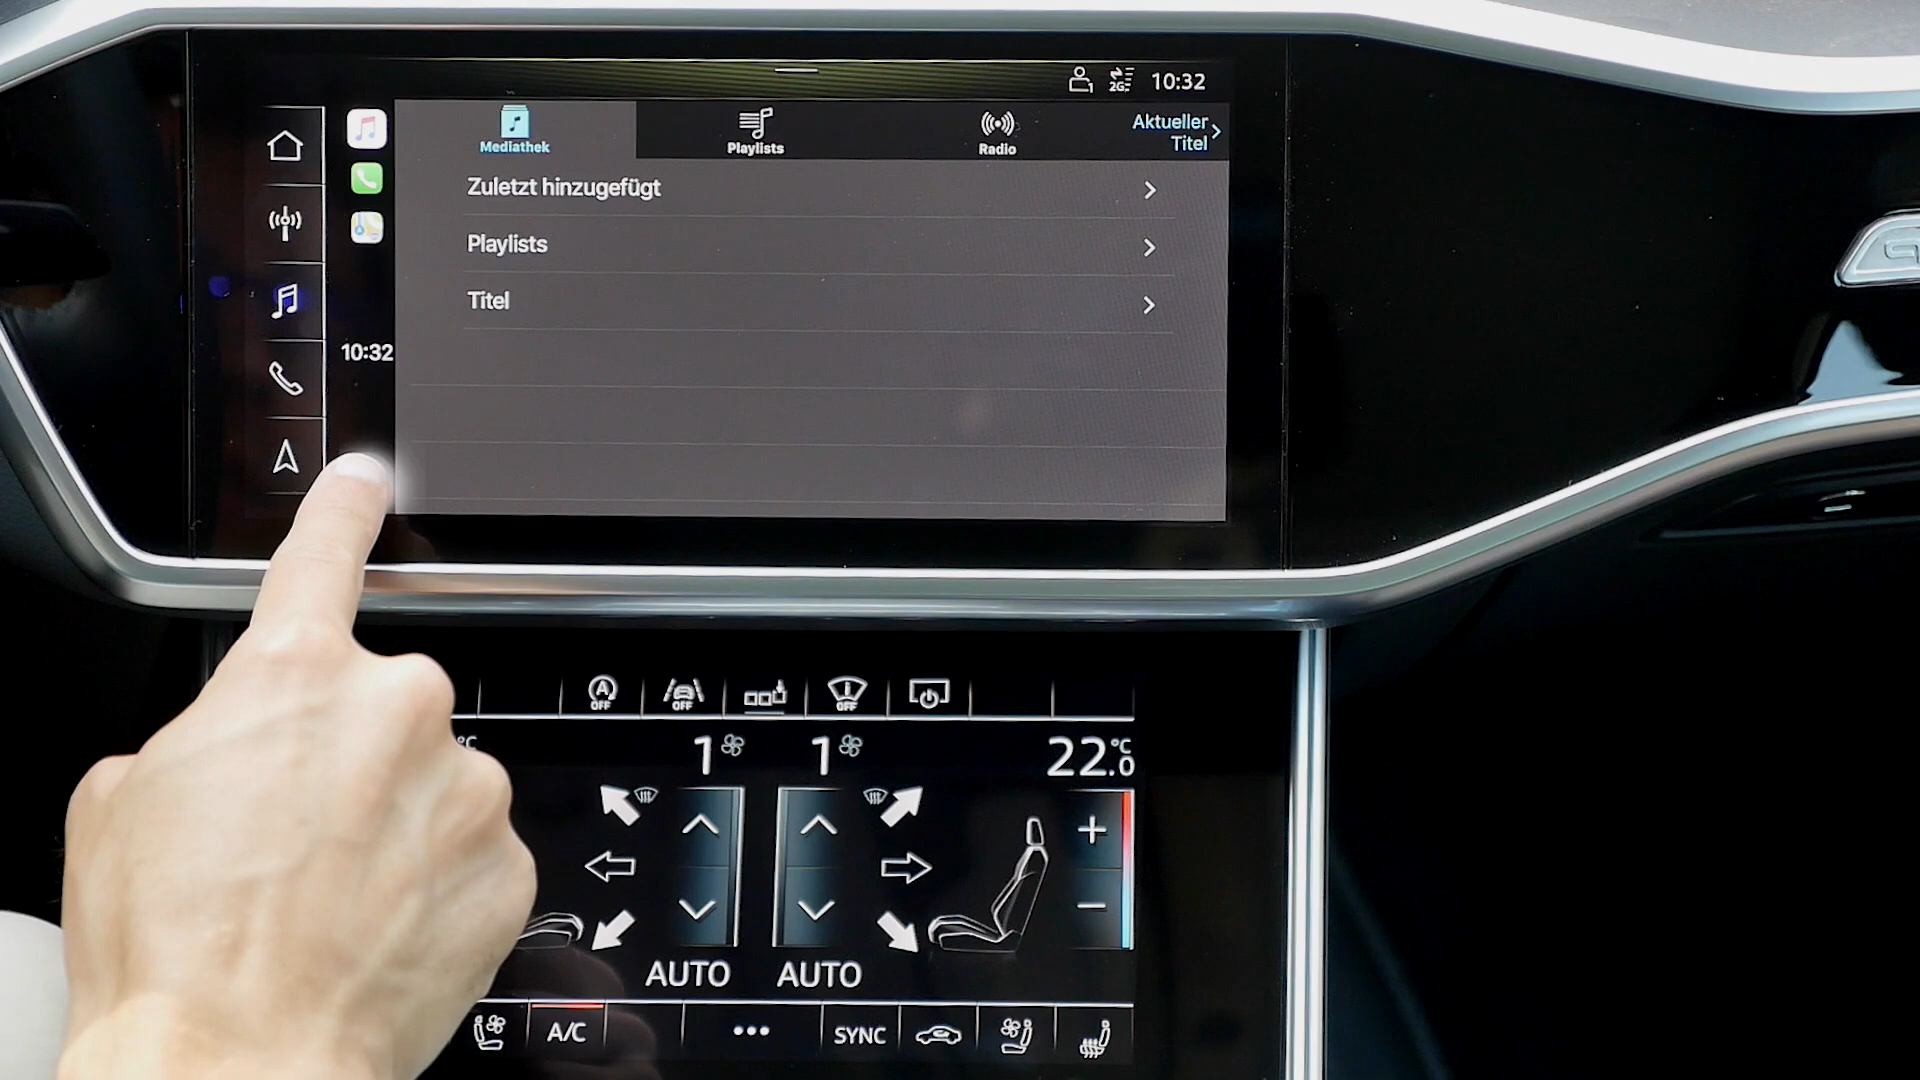 2G 10:32
Mediathek
Playlists
Radio
Aktueller
Titel
Zuletzt hinzugefügt
Playlists
Titel
10:32
A
OFF
OFF
OFF
°C
1
1
22.0 °C
AUTO
AUTO
A/C
SYNC